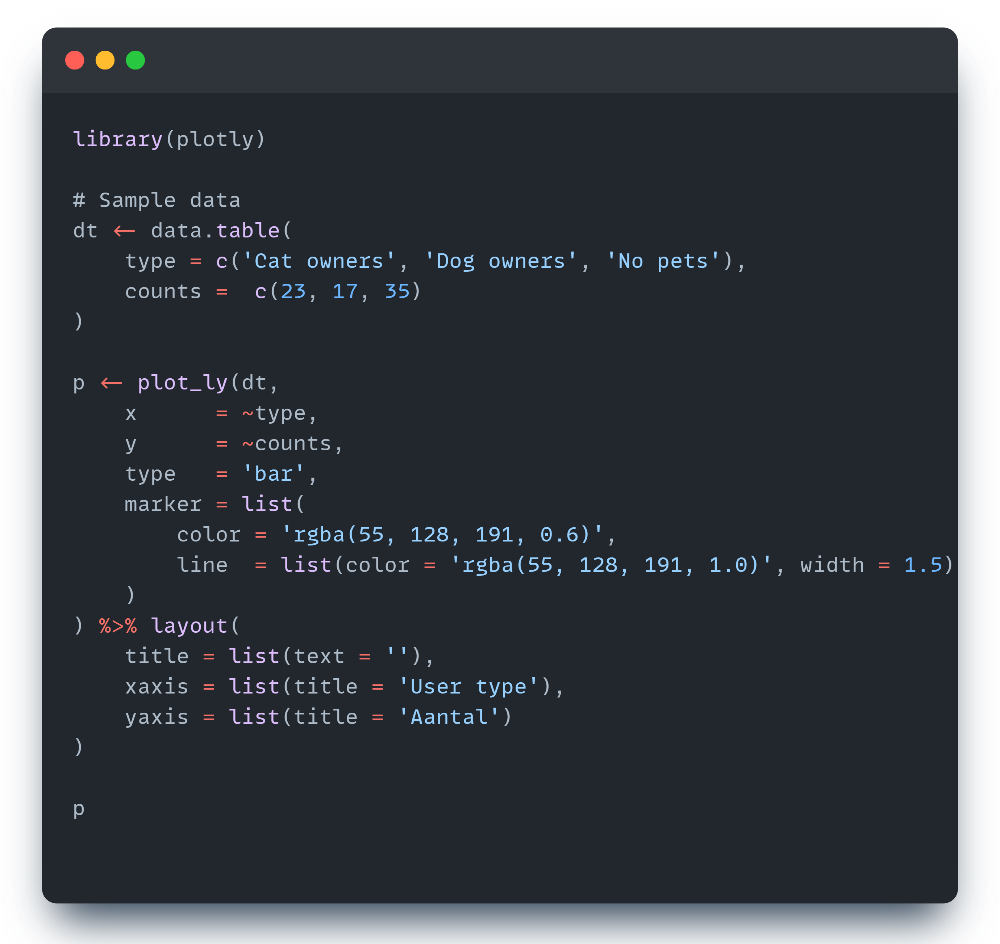 library(plotly)

# Sample data
dt <- data.table(
    type = c('Cat owners', 'Dog owners', 'No pets'),
    counts =  c(23, 17, 35)
)

p <- plot_ly(dt,
    x      = ~type,
    y      = ~counts,
    type   = 'bar',
    marker = list(
        color = 'rgba(55, 128, 191, 0.6)',
        line  = list(color = 'rgba(55, 128, 191, 1.0)', width = 1.5)
    )
) %>% layout(
    title = list(text = ''),
    xaxis = list(title = 'User type'),
    yaxis = list(title = 'Aantal')
)

p